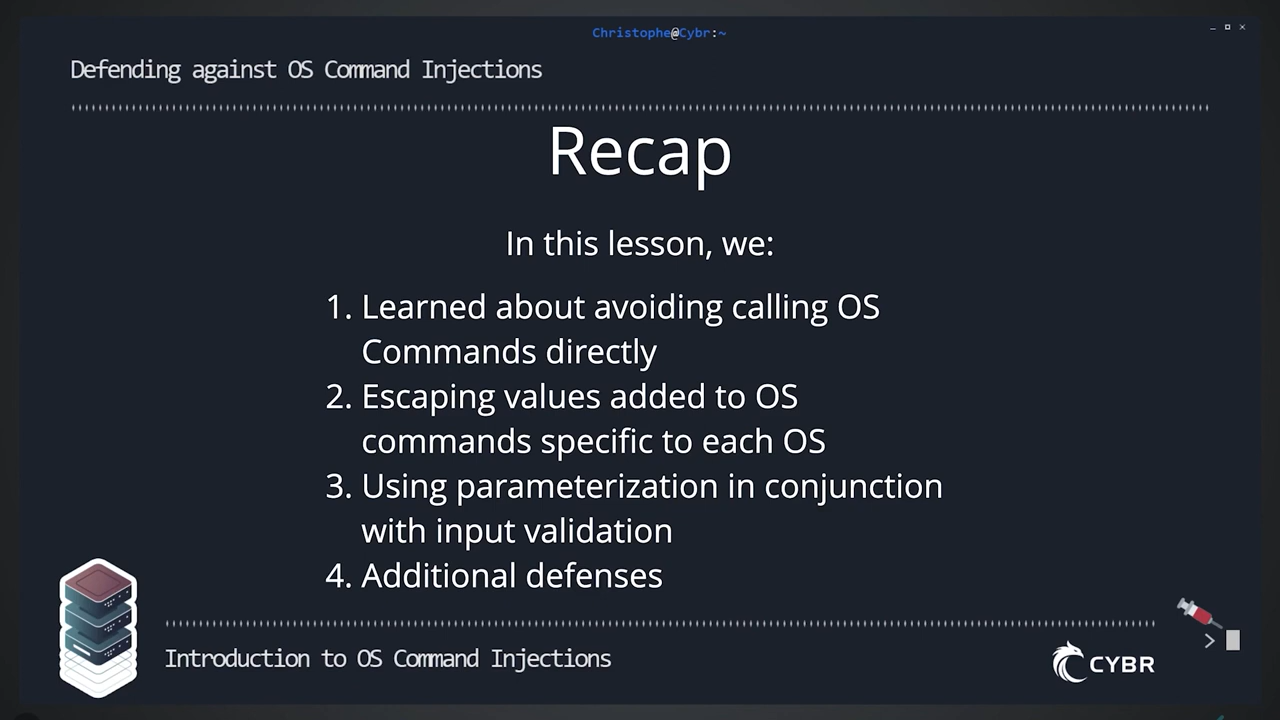 Christophe@Cybr:~
Defending against OS Command Injections
Recap
In this lesson, we:
1. Learned about avoiding calling OS
Commands directly
2. Escaping values added to OS
commands specific to each OS
3. Using parameterization in conjunction
with input validation
4. Additional defenses
>
Introduction to OS Command Injections
CYBR